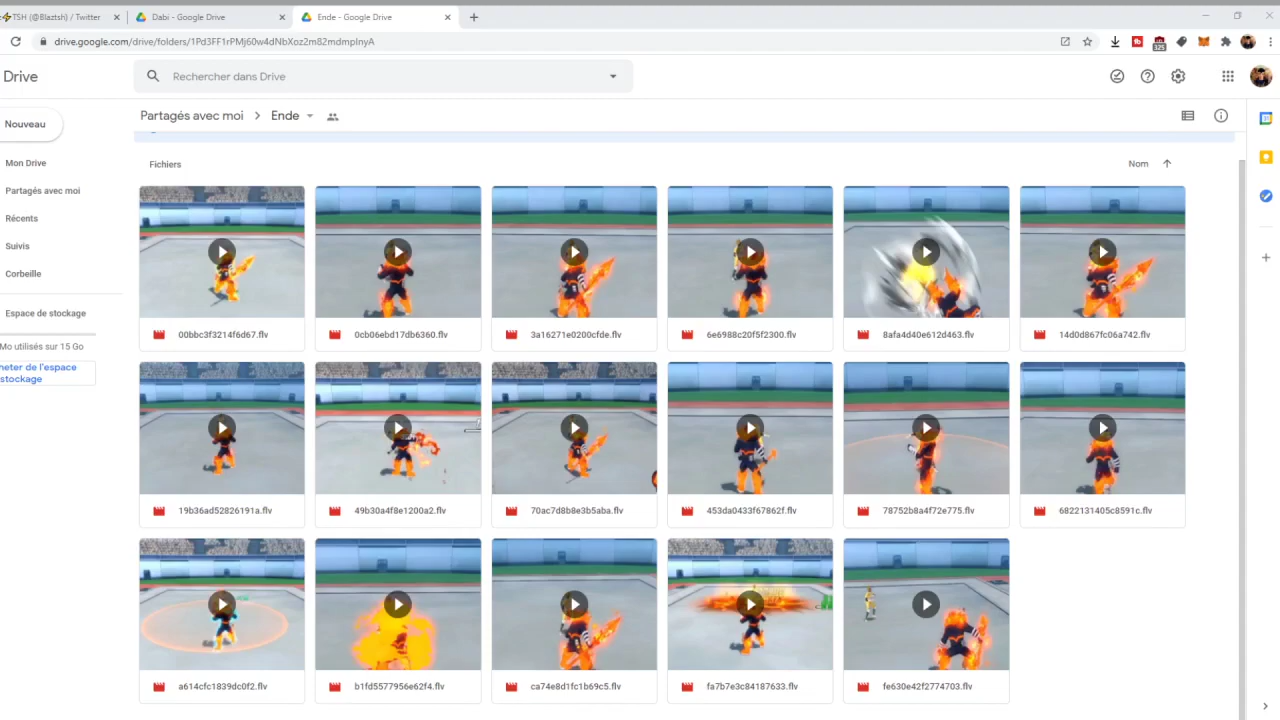 TSH (@Blaztsh) / Twitter
Dabi - Google Drive
Ende - Google Drive
drive.google.com/drive/folders/1Pd3FF1rPMj60w4dNbXoz2m82mdmpInyA
325
Drive
Rechercher dans Drive
Nouveau
Partagés avec moi > Ende
Mon Drive
Partagés avec moi
Récents
Suivis
Corbeille
Espace de stockage
Mo utilisés sur 15 Go
heter de l'espace
stockage
Fichiers
Nom
00bbc3f3214f6d67.flv
0cb06ebd17db6360.flv
3a16271e0200cfde.flv
6e6988c20f5f2300.flv
8afa4d40e612d463.flv
14d0d867fc06a742.flv
19b36ad52826191a.flv
49b30a4f8e1200a2.flv
70ac7d8b8e3b5aba.flv
453da0433f67862f.flv
78752b8a4f72e775.flv
6822131405c8591c.flv
a614cfc1839dc0f2.flv
b1fd5577956e62f4.flv
ca74e8d1fc1b69c5.flv
fa7b7e3c84187633.flv
fe630e42f2774703.flv